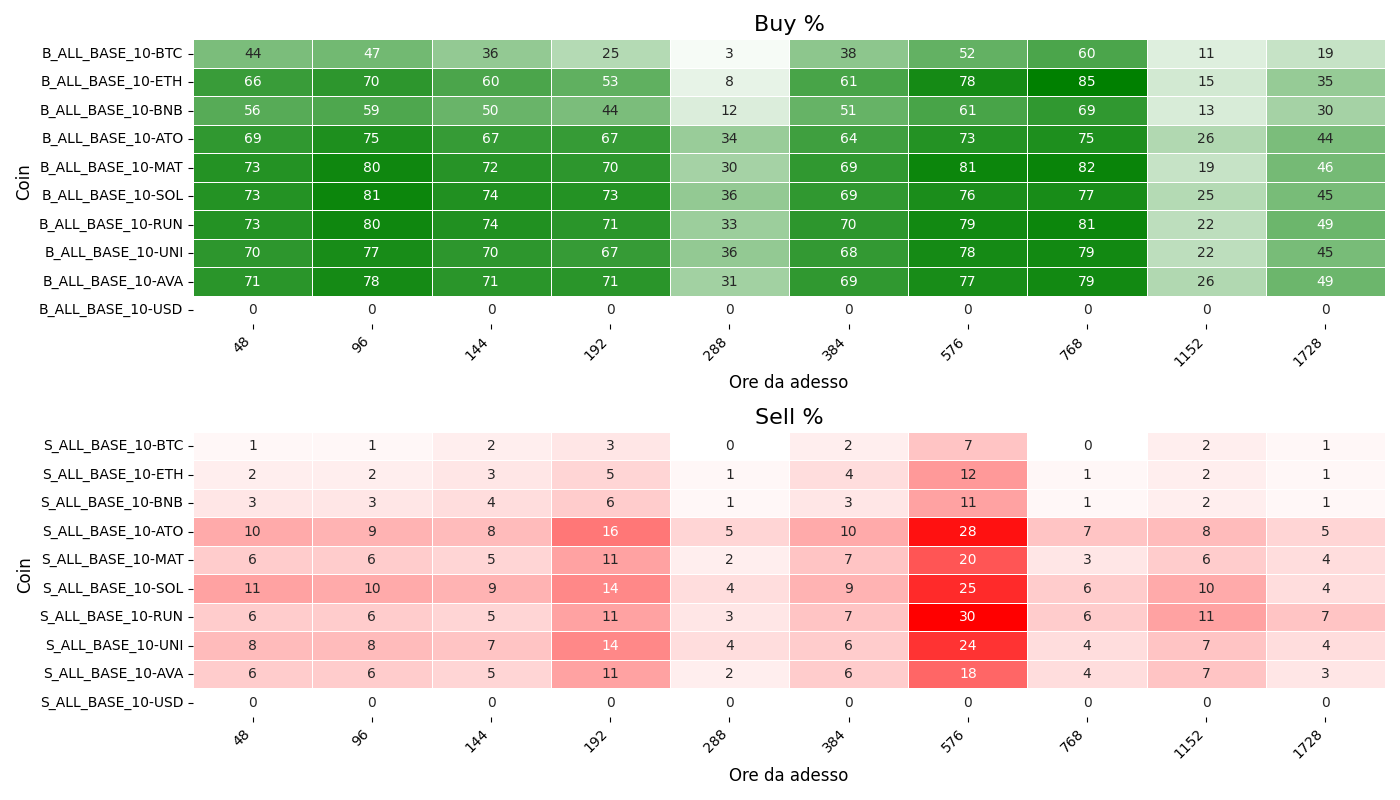 Buy %
Coin
B_ALL_BASE_10-BTC 44 47 36 25 3 38 52 60 11 19
B_ALL_BASE_10-ETH 66 70 60 53 8 61 78 85 15 35
B_ALL_BASE_10-BNB 56 59 50 44 12 51 61 69 13 30
B_ALL_BASE_10-ATO 69 75 67 67 34 64 73 75 26 44
B_ALL_BASE_10-MAT 73 80 72 70 30 69 81 82 19 46
B_ALL_BASE_10-SOL 73 81 74 73 36 69 76 77 25 45
B_ALL_BASE_10-RUN 73 80 74 71 33 70 79 81 22 49
B_ALL_BASE_10-UNI 70 77 70 67 36 68 78 79 22 45
B_ALL_BASE_10-AVA 71 78 71 71 31 69 77 79 26 49
B_ALL_BASE_10-USD 0 0 0 0 0 0 0 0 0 0
48 96 144 192 288 384 576 768 1152 1728
Ore da adesso
Sell %
Coin
S_ALL_BASE_10-BTC 1 1 2 3 0 2 7 0 2 1
S_ALL_BASE_10-ETH 2 2 3 5 1 4 12 1 2 1
S_ALL_BASE_10-BNB 3 3 4 6 1 3 11 1 2 1
S_ALL_BASE_10-ATO 10 9 8 16 5 10 28 7 8 5
S_ALL_BASE_10-MAT 6 6 5 11 2 7 20 3 6 4
S_ALL_BASE_10-SOL 11 10 9 14 4 9 25 6 10 4
S_ALL_BASE_10-RUN 6 6 5 11 3 7 30 6 11 7
S_ALL_BASE_10-UNI 8 8 7 14 4 6 24 4 7 4
S_ALL_BASE_10-AVA 6 6 5 11 2 6 18 4 7 3
S_ALL_BASE_10-USD 0 0 0 0 0 0 0 0 0 0
48 96 144 192 288 384 576 768 1152 1728
Ore da adesso